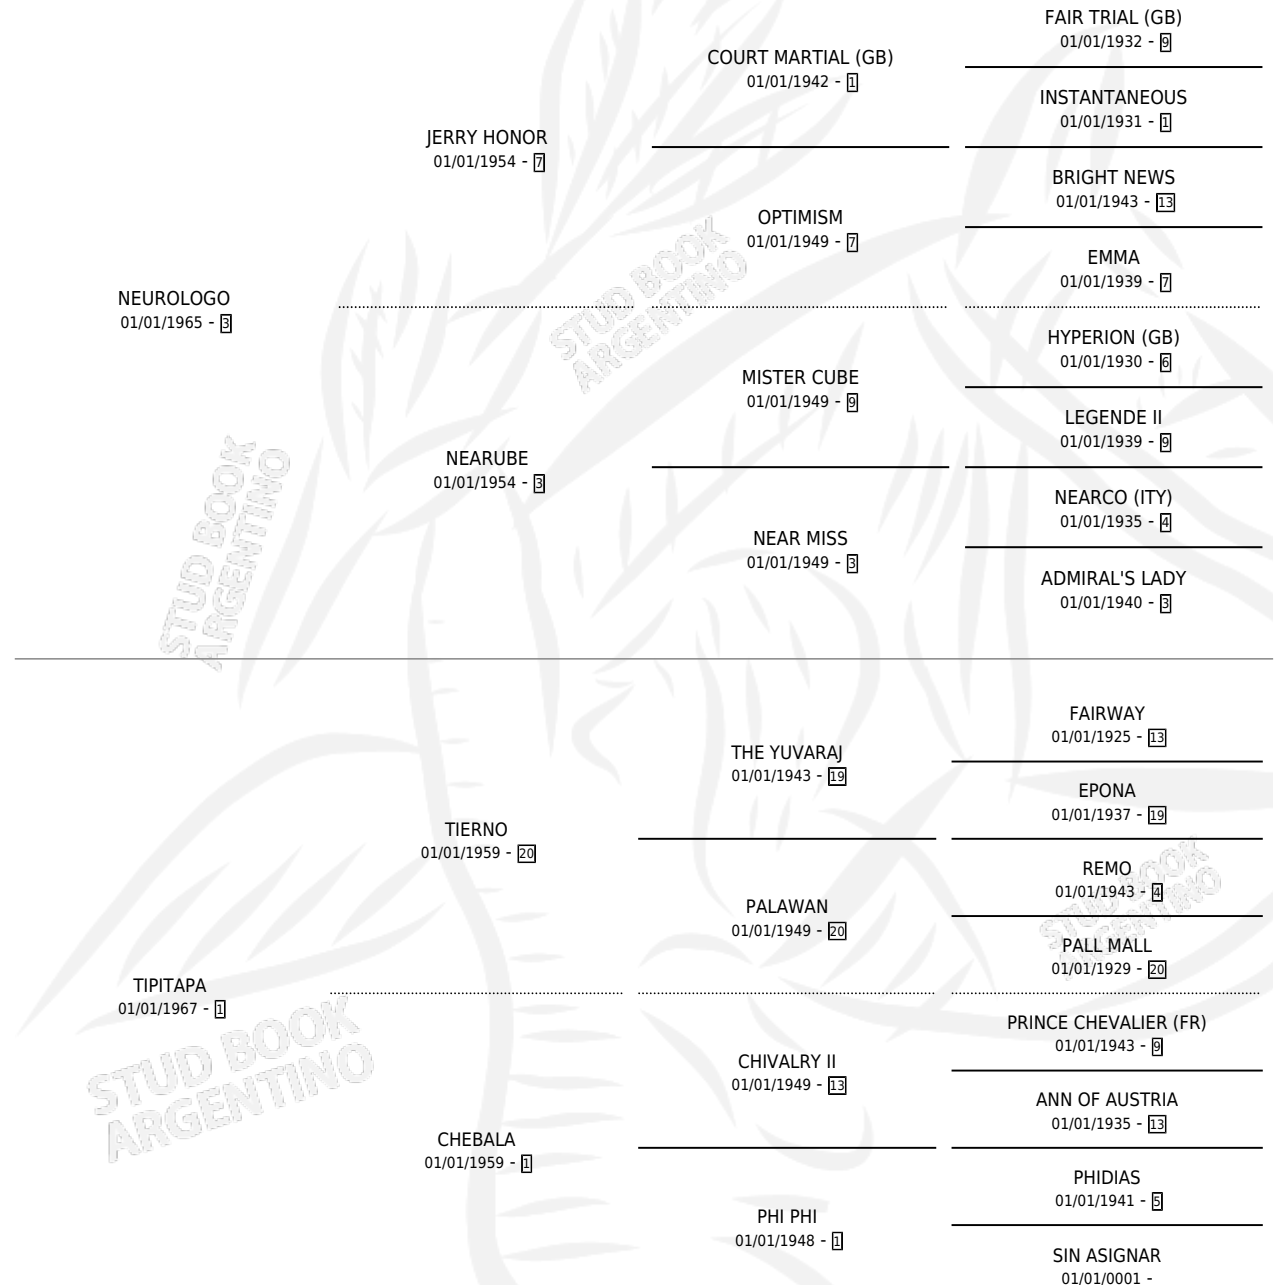 FAIR TRIAL (GB)
01/01/1932 - 9
COURT MARTIAL (GB)
01/01/1942 - 1
INSTANTANEOUS
01/01/1931 - 1
JERRY HONOR
01/01/1954 - 7
BRIGHT NEWS
01/01/1943 - 13
OPTIMISM
01/01/1949 - 7
EMMA
01/01/1939 - 7
NEUROLOGO
01/01/1965 - 3
HYPERION (GB)
01/01/1930 - 6
MISTER CUBE
01/01/1949 - 9
LEGENDE II
01/01/1939 - 9
NEARUBE
01/01/1954 - 3
NEARCO (ITY)
01/01/1935 - 4
NEAR MISS
01/01/1949 - 3
ADMIRAL'S LADY
01/01/1940 - 3
STUD BOOK
ARGENTINO
STUD BOOK
ARGENTINO
FAIRWAY
01/01/1925 - 13
THE YUVARAJ
01/01/1943 - 19
EPONA
01/01/1937 - 19
TIERNO
01/01/1959 - 20
REMO
01/01/1943 - 4
PALAWAN
01/01/1949 - 20
PALL MALL
01/01/1929 - 20
STUD BOOK
ARGENTINO
TIPITAPA
01/01/1967 - 1
PRINCE CHEVALIER (FR)
01/01/1943 - 9
CHIVALRY II
01/01/1949 - 13
ANN OF AUSTRIA
01/01/1935 - 13
STUD BOOK
ARGENTINO
CHEBALA
01/01/1959 - 1
PHIDIAS
01/01/1941 - 5
PHI PHI
01/01/1948 - 1
SIN ASIGNAR
01/01/0001 -